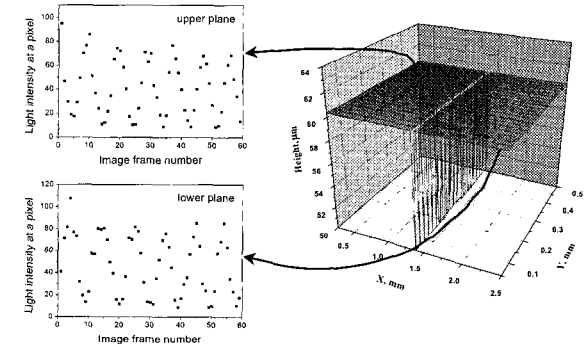 upper plane
100
80
60
40
20
0
Light intensity at a pixel
0 10 20 30 40 50 60
Image frame number
lower plane
120
100
80
60
40
20
0
Light intensity at a pixel
0 10 20 30 40 50 60
Image frame number
64
62
60
58
56
54
52
50
Height, μm
0.5 1.0 1.5 2.0 2.5
X, mm
0.1 0.2 0.3 0.4 0.5
Y, mm